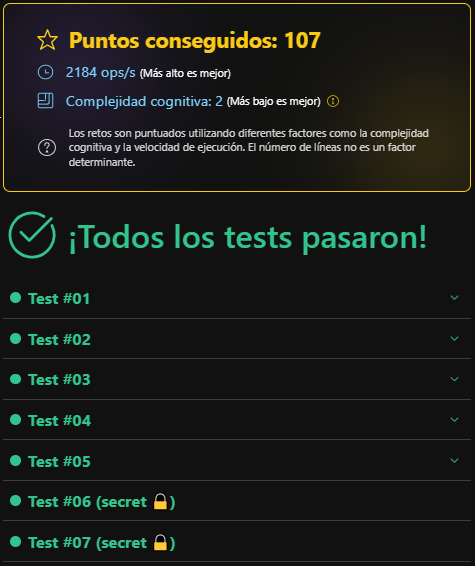 Puntos conseguidos: 107
2184 ops/s (Más alto es mejor)
Complejidad cognitiva: 2 (Más bajo es mejor)
Los retos son puntuados utilizando diferentes factores como la complejidad
cognitiva y la velocidad de ejecución. El número de líneas no es un factor
determinante.
¡Todos los tests pasaron!
Test #01
Test #02
Test #03
Test #04
Test #05
Test #06 (secret 🔒)
Test #07 (secret 🔒)